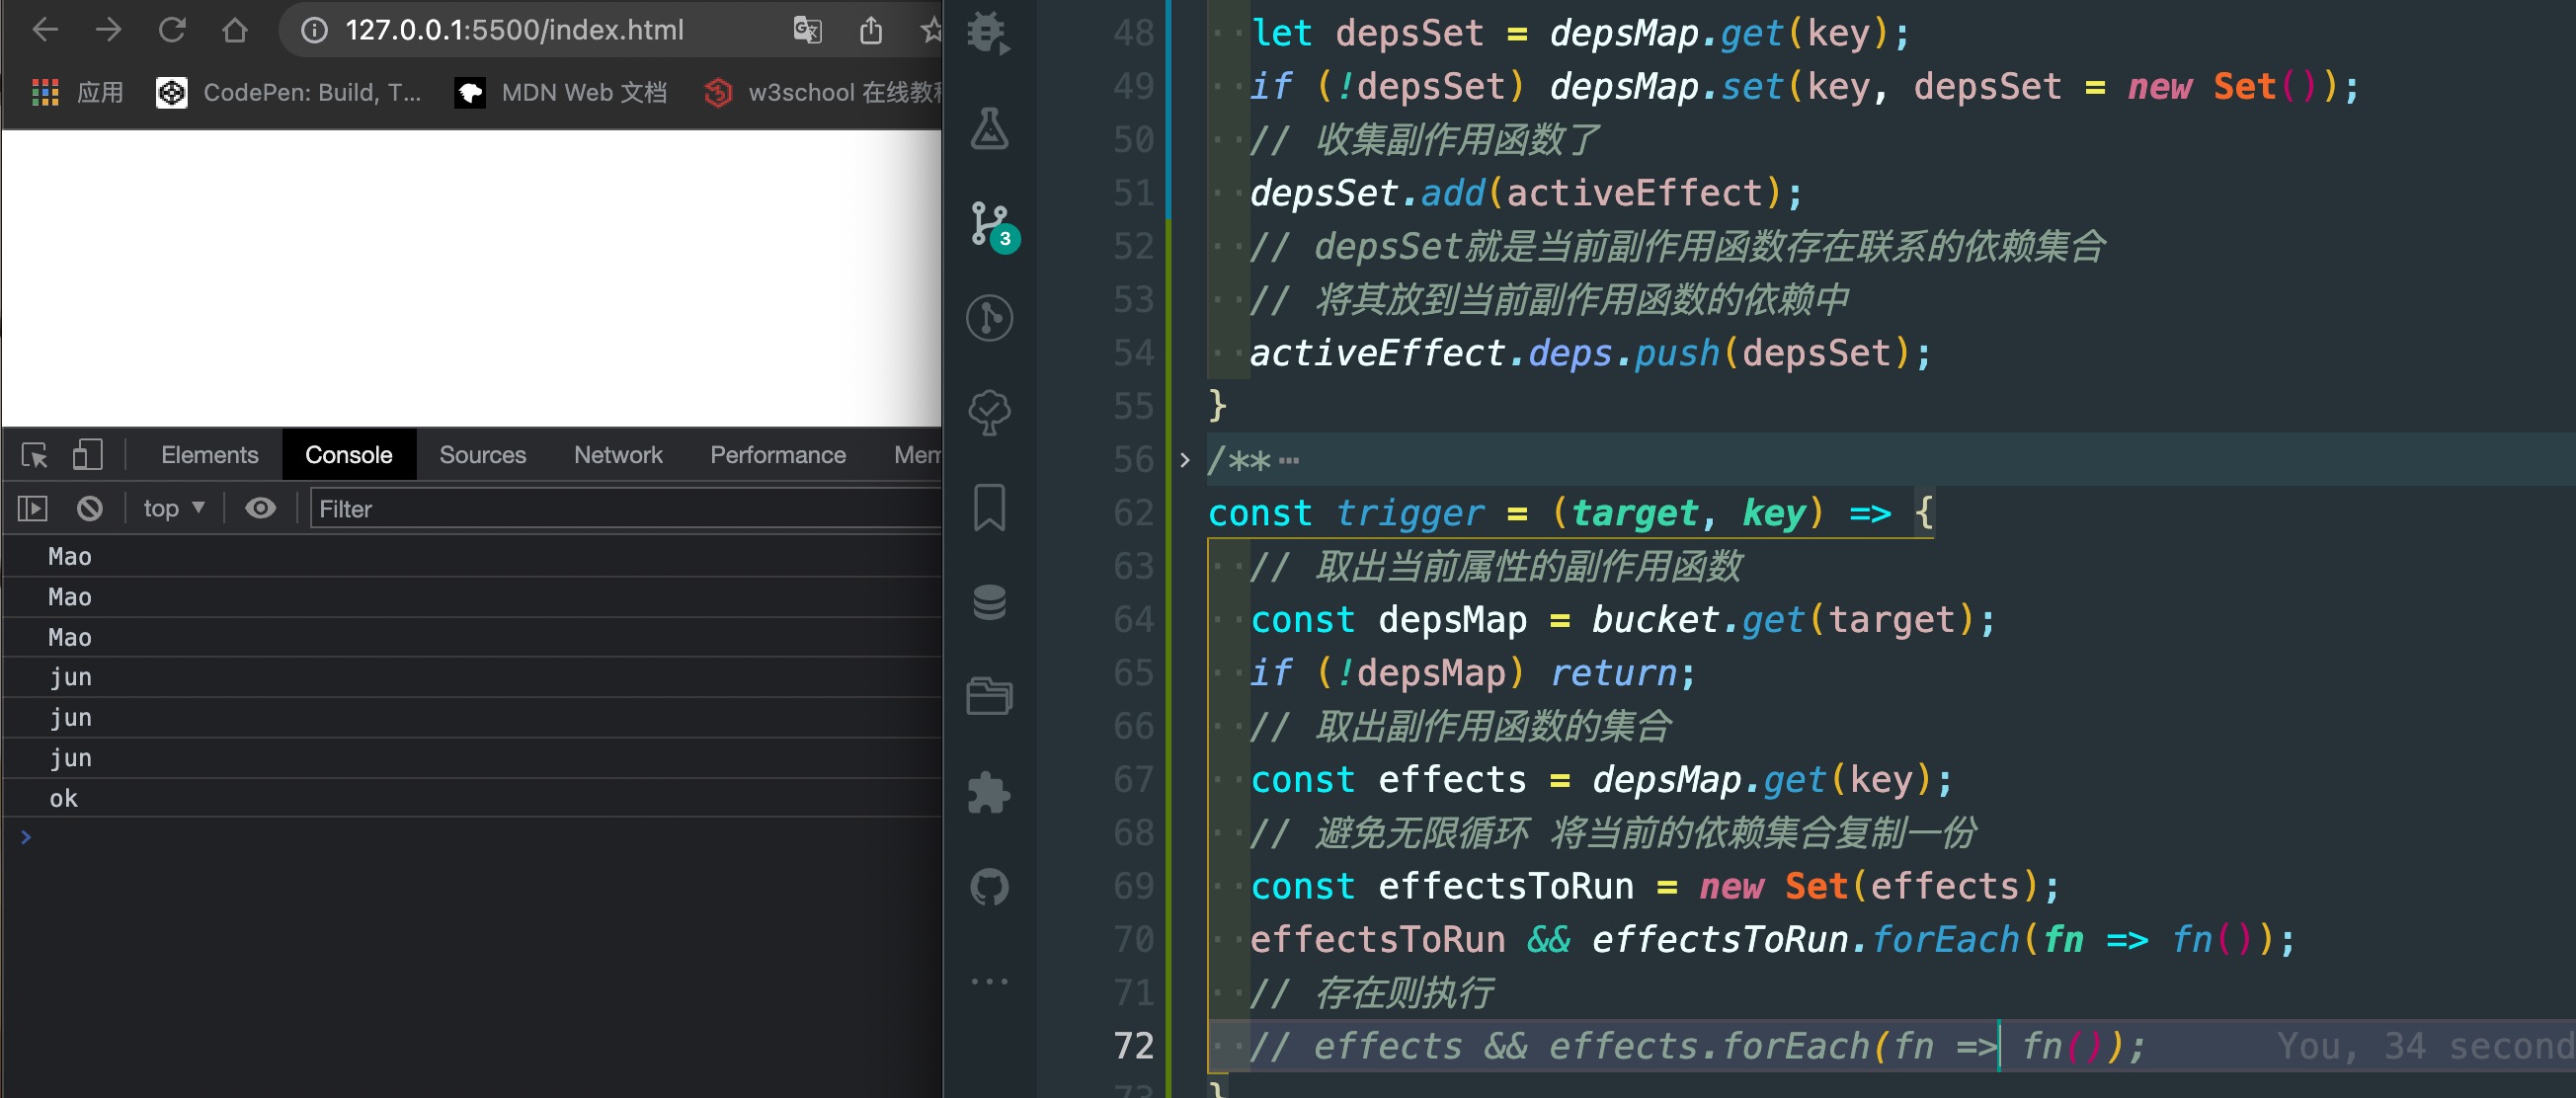 127.0.0.1:5500/index.html
应用 CodePen: Build, T... MDN Web 文档 w3school 在线教
Elements Console Sources Network Performance Mem
top Filter
Mao
Mao
Mao
jun
jun
jun
ok
3
48 let depsSet = depsMap.get(key);
49 if (!depsSet) depsMap.set(key, depsSet = new Set());
50 // 收集副作用函数了
51 depsSet.add(activeEffect);
52 // depsSet就是当前副作用函数存在联系的依赖集合
53 // 将其放到当前副作用函数的依赖中
54 activeEffect.deps.push(depsSet);
55 }
56 /** ⋯
62 const trigger = (target, key) => {
63 // 取出当前属性的副作用函数
64 const depsMap = bucket.get(target);
65 if (!depsMap) return;
66 // 取出副作用函数的集合
67 const effects = depsMap.get(key);
68 // 避免无限循环 将当前的依赖集合复制一份
69 const effectsToRun = new Set(effects);
70 effectsToRun && effectsToRun.forEach(fn => fn());
71 // 存在则执行
72 // effects && effects.forEach(fn => fn()); You, 34 second
73 }